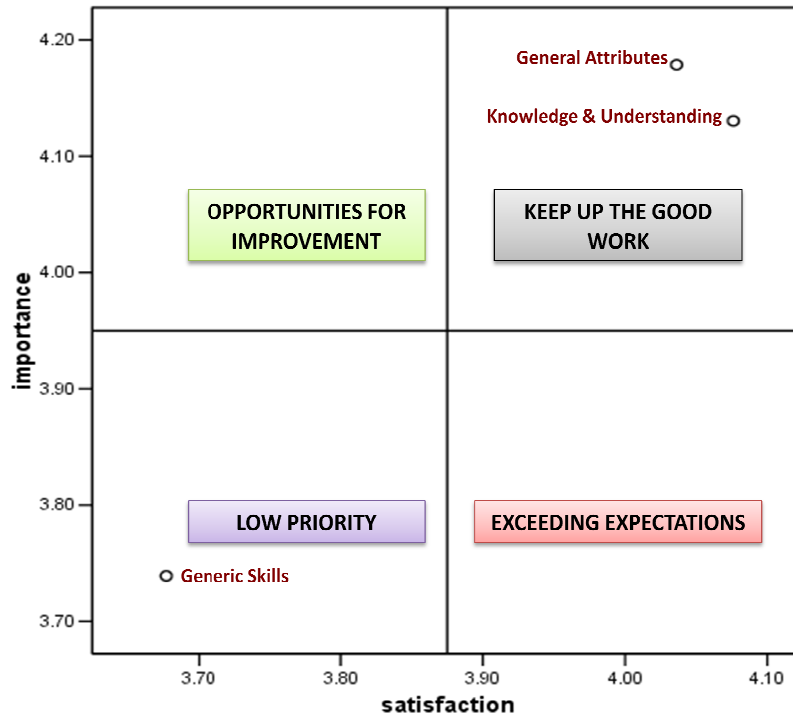 4.20
General Attributes
Knowledge & Understanding
4.10
OPPORTUNITIES FOR
IMPROVEMENT
KEEP UP THE GOOD
WORK
4.00
importance
3.90
3.80
LOW PRIORITY
EXCEEDING EXPECTATIONS
Generic Skills
3.70
3.70
3.80
3.90
4.00
4.10
satisfaction